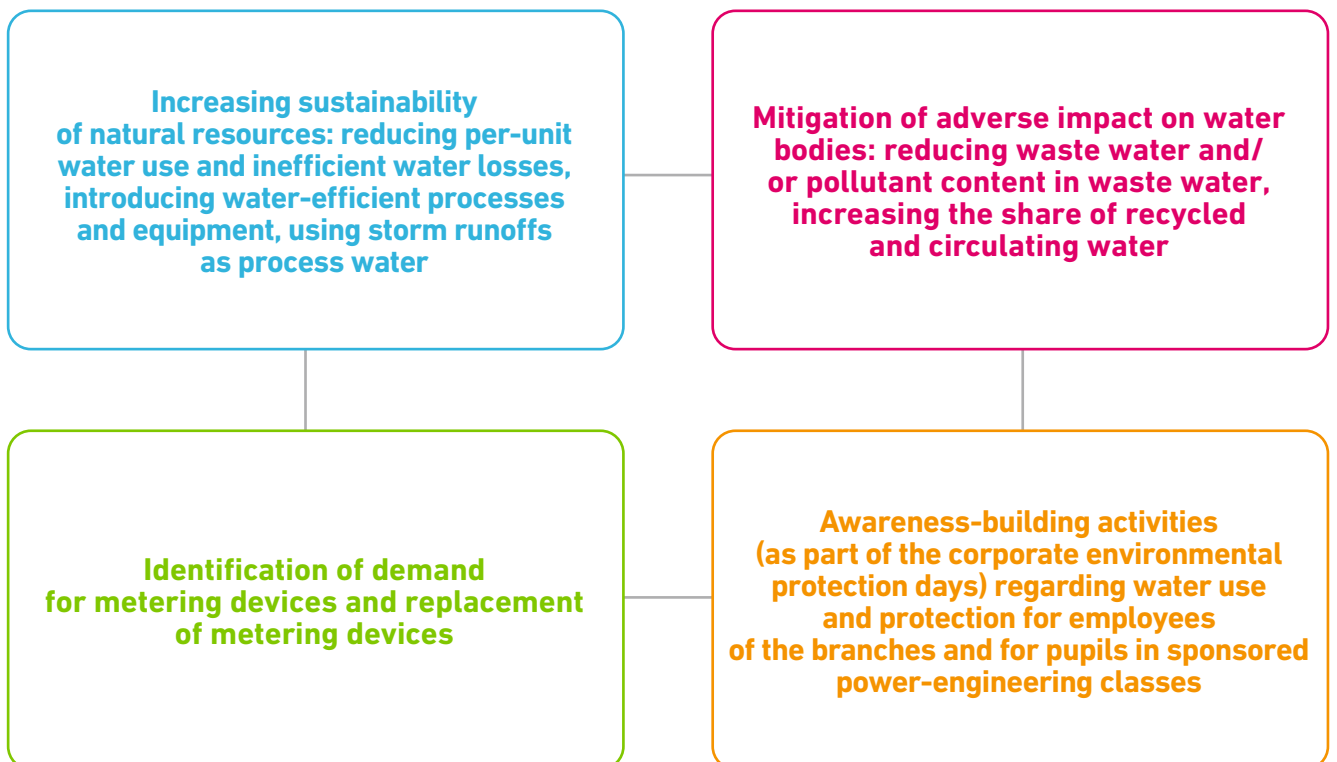 Increasing sustainability
of natural resources: reducing per-unit
water use and inefficient water losses,
introducing water-efficient processes
and equipment, using storm runoffs
as process water
Mitigation of adverse impact on water
bodies: reducing waste water and/
or pollutant content in waste water,
increasing the share of recycled
and circulating water
Identification of demand
for metering devices and replacement
of metering devices
Awareness-building activities
(as part of the corporate environmental
protection days) regarding water use
and protection for employees
of the branches and for pupils in sponsored
power-engineering classes